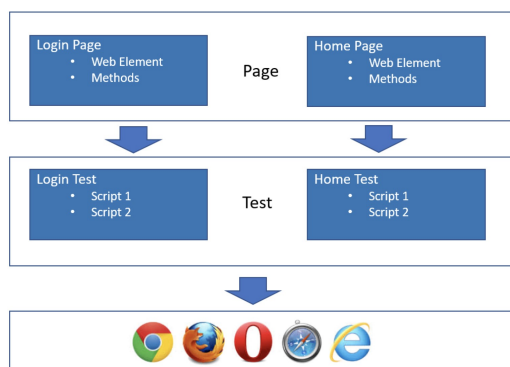 Login Page
• Web Element
• Methods
Page
Home Page
• Web Element
• Methods
Login Test
• Script 1
• Script 2
Test
Home Test
• Script 1
• Script 2